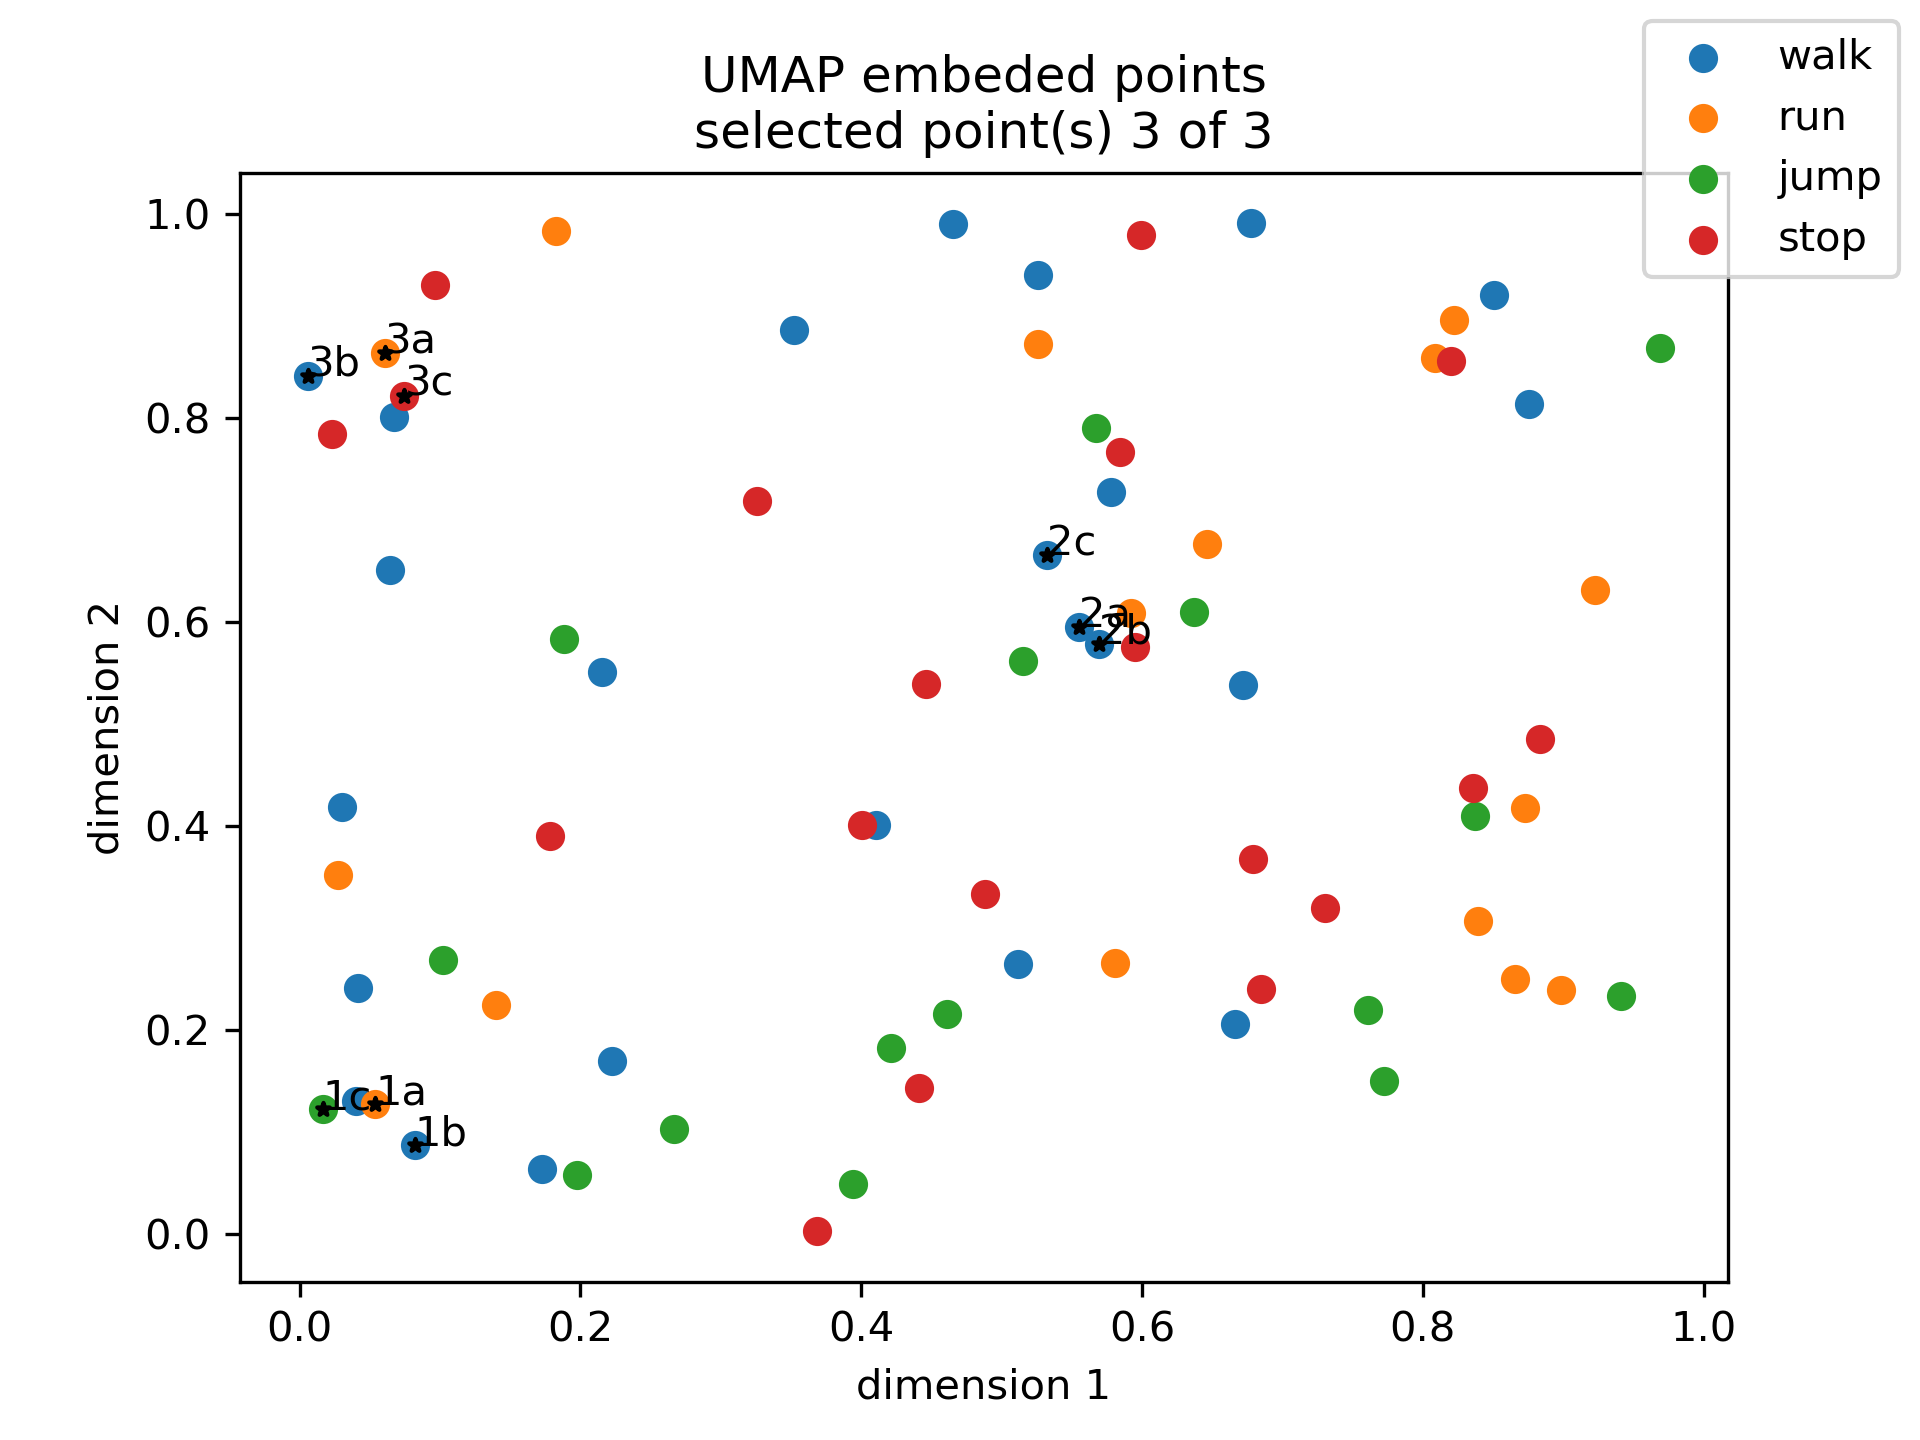 UMAP embeded points
selected point(s) 3 of 3
walk
run
jump
stop
1.0
0.8
0.6
0.4
0.2
0.0
dimension 2
3a
3b
3c
2c
2a
2b
1c
1a
1b
0.0
0.2
0.4
0.6
0.8
1.0
dimension 1